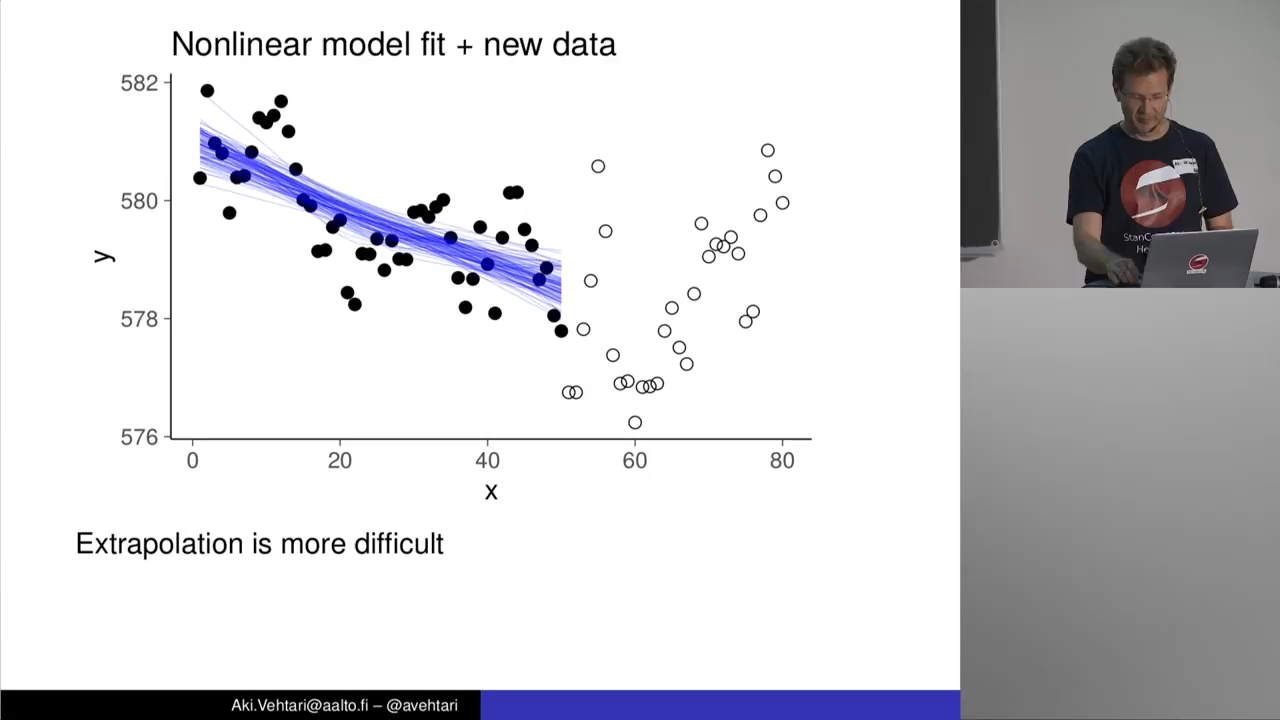 Nonlinear model fit + new data
582
580
578
576
y
0 20 40 60 80
x
Extrapolation is more difficult
Aki.Vehtari@aalto.fi – @avehtari